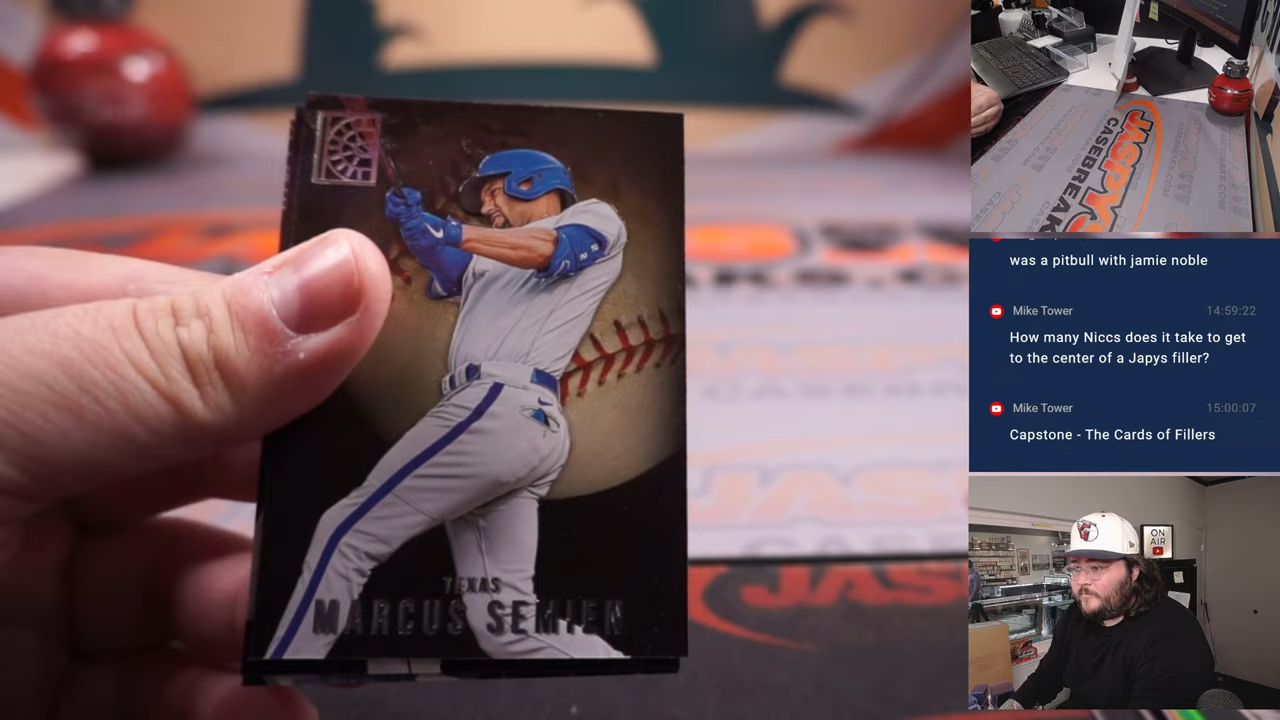 TEXAS
MARCUS SEMIEN
JASPYS
CASEBREAKS
was a pitbull with jamie noble
Mike Tower 14:59:22
How many Niccs does it take to get
to the center of a Japys filler?
Mike Tower 15:00:07
Capstone - The Cards of Fillers
ON
AIR